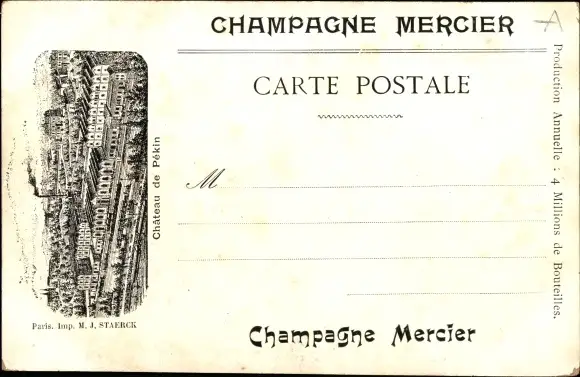 CHAMPAGNE MERCIER
A
CARTE POSTALE
M
Château de Pékin
Production Annuelle : 4 Millions de Bouteilles.
Paris. Imp. M. J. STAERCK
Champagne Mercier